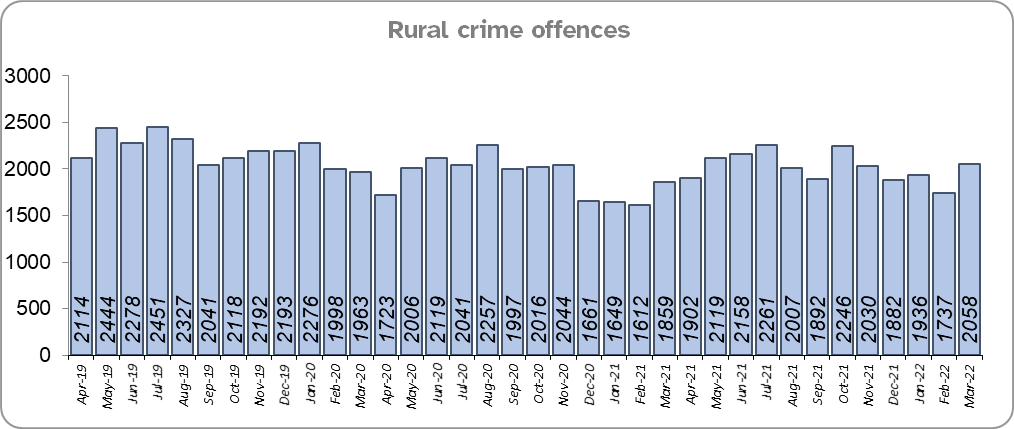 Rural crime offences
3000
2500
2000
1500
1000
500
0
2114 2444 2278 2451 2327 2041 2118 2192 2193 2276 1998 1963 1723 2006 2119 2041 2257 1997 2016 2044 1661 1649 1612 1859 1902 2119 2158 2261 2007 1892 2246 2030 1882 1936 1737 2058
Apr-19 May-19 Jun-19 Jul-19 Aug-19 Sep-19 Oct-19 Nov-19 Dec-19 Jan-20 Feb-20 Mar-20 Apr-20 May-20 Jun-20 Jul-20 Aug-20 Sep-20 Oct-20 Nov-20 Dec-20 Jan-21 Feb-21 Mar-21 Apr-21 May-21 Jun-21 Jul-21 Aug-21 Sep-21 Oct-21 Nov-21 Dec-21 Jan-22 Feb-22 Mar-22